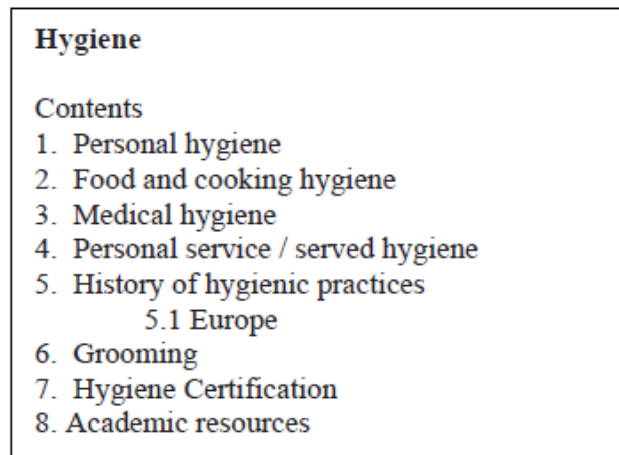 Hygiene
Contents
1. Personal hygiene
2. Food and cooking hygiene
3. Medical hygiene
4. Personal service / served hygiene
5. History of hygienic practices
5.1 Europe
6. Grooming
7. Hygiene Certification
8. Academic resources